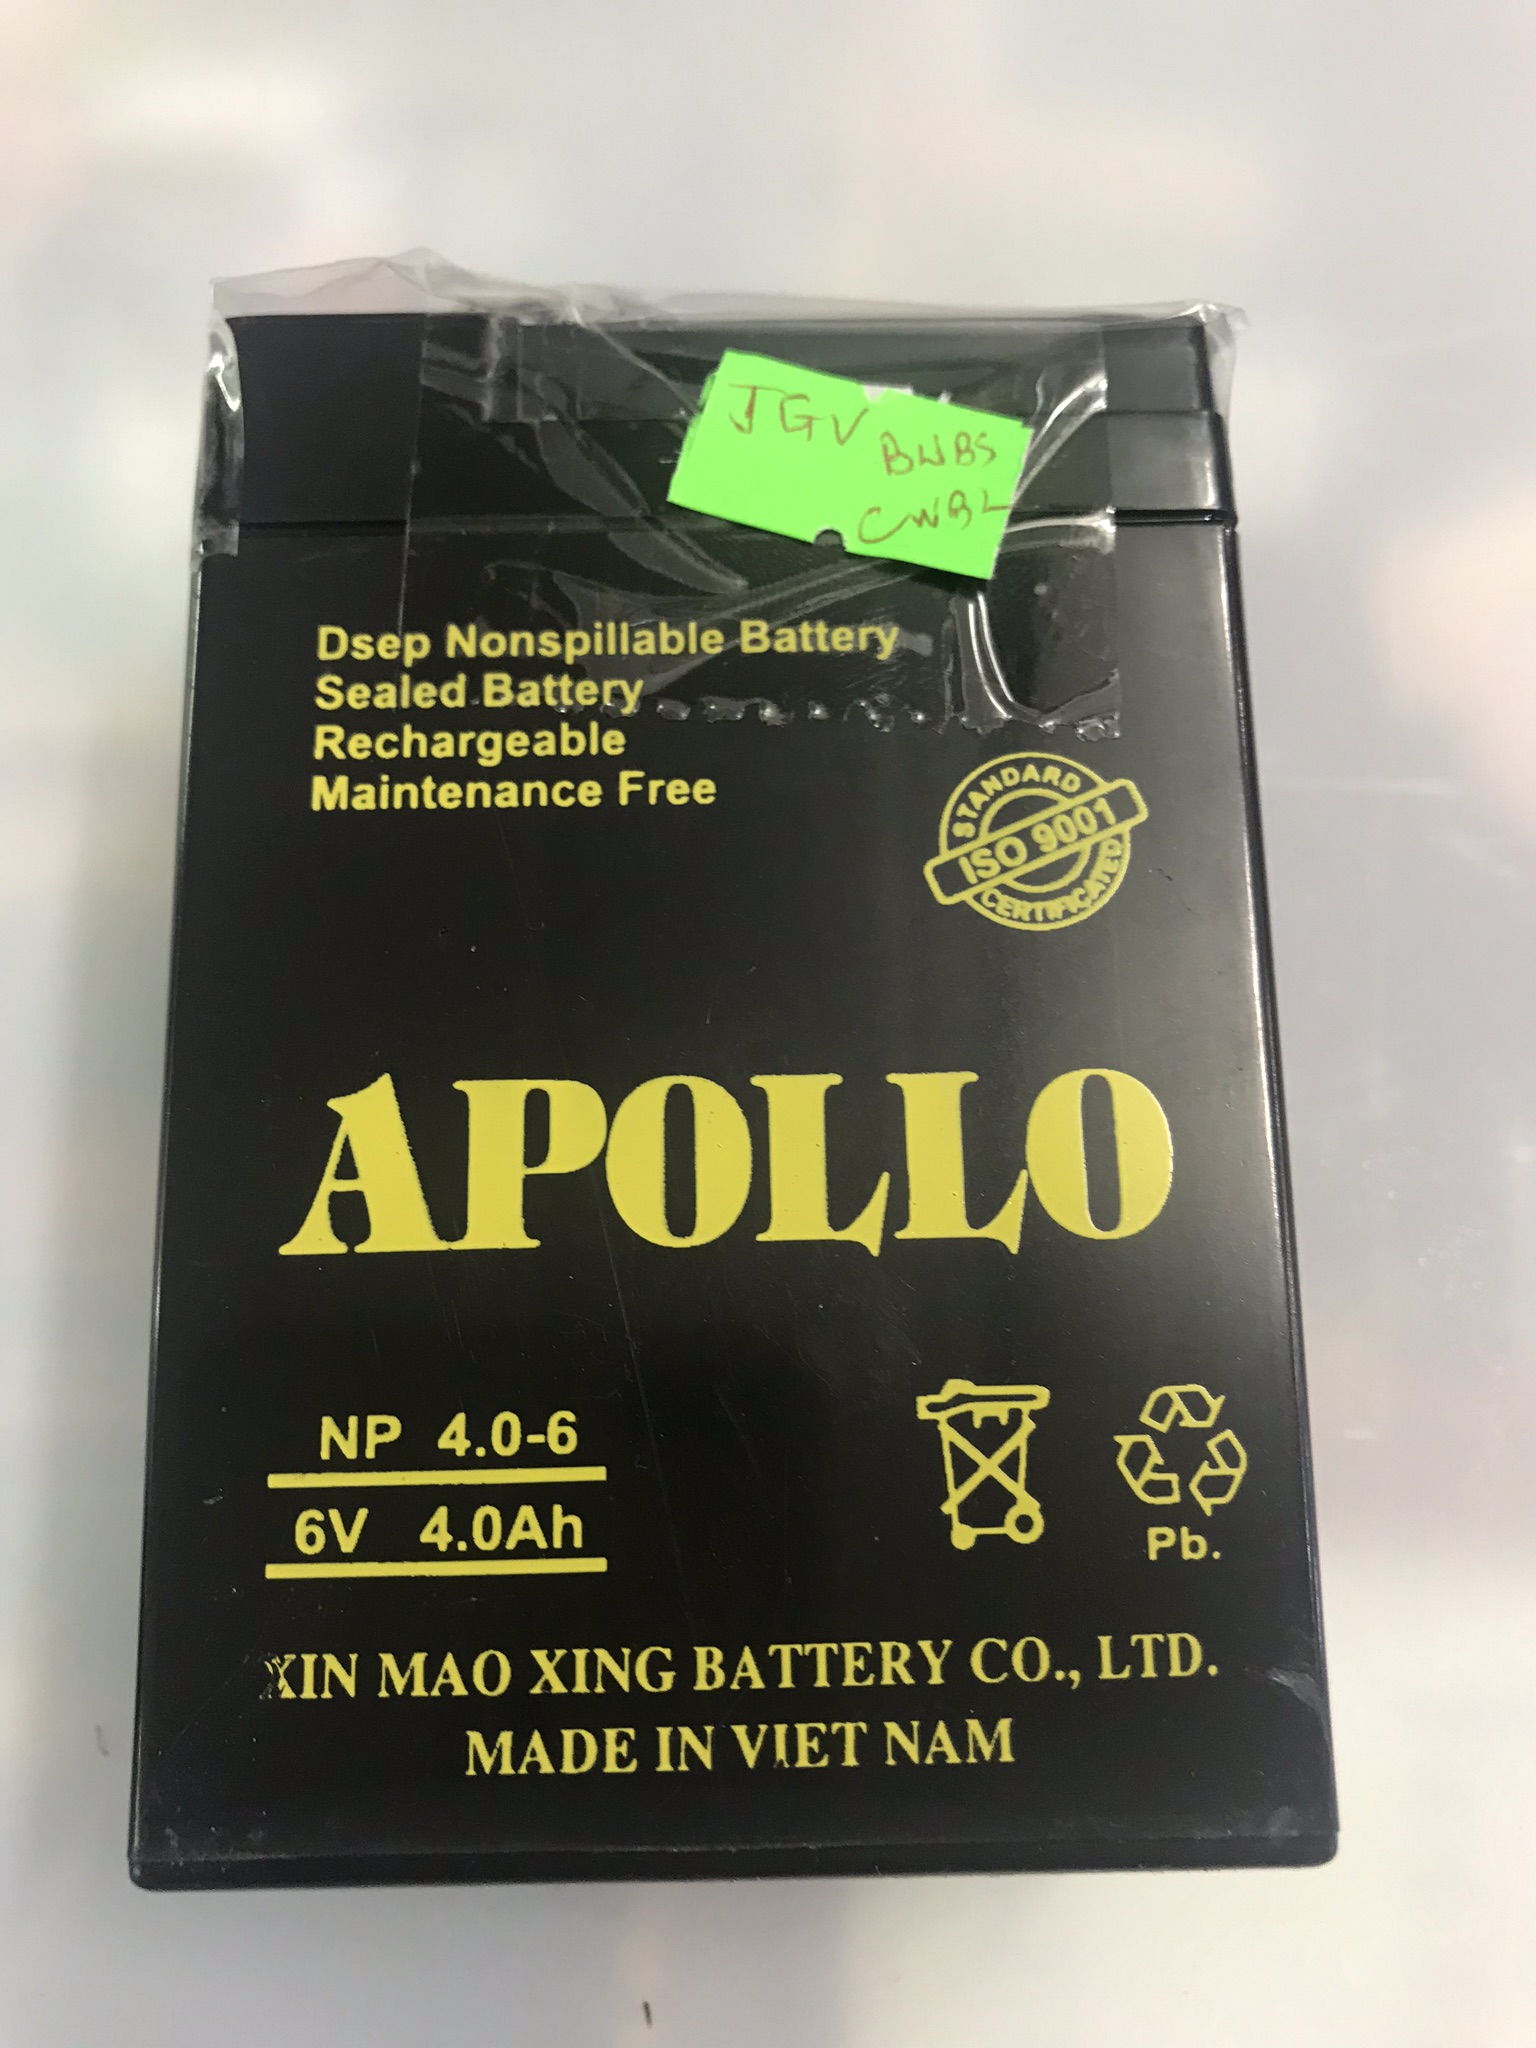 JGV
BWBS
CWBL
Dsep Nonspillable Battery
Sealed Battery
Rechargeable
Maintenance Free
STANDARD
ISO 9001
CERTIFICATED
APOLLO
NP 4.0-6
6V 4.0Ah
Pb.
XIN MAO XING BATTERY CO., LTD.
MADE IN VIET NAM